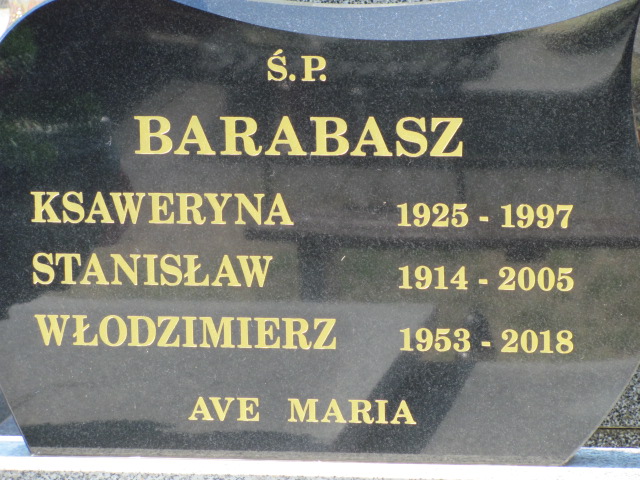 Ś.P.
BARABASZ
KSAWERYNA 1925 - 1997
STANISŁAW 1914 - 2005
WŁODZIMIERZ 1953 - 2018
AVE MARIA